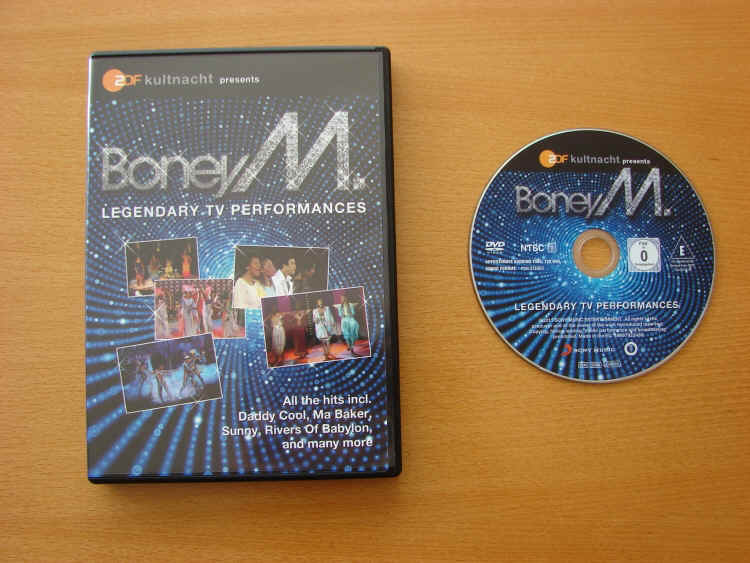 ZDF kultnacht presents
Boney M.
LEGENDARY TV PERFORMANCES
All the hits incl.
Daddy Cool, Ma Baker,
Sunny, Rivers Of Babylon,
and many more
ZDF kultnacht presents
Boney M.
DVD
VIDEO
NTSC
0
E
LEGENDARY TV PERFORMANCES
SONY MUSIC